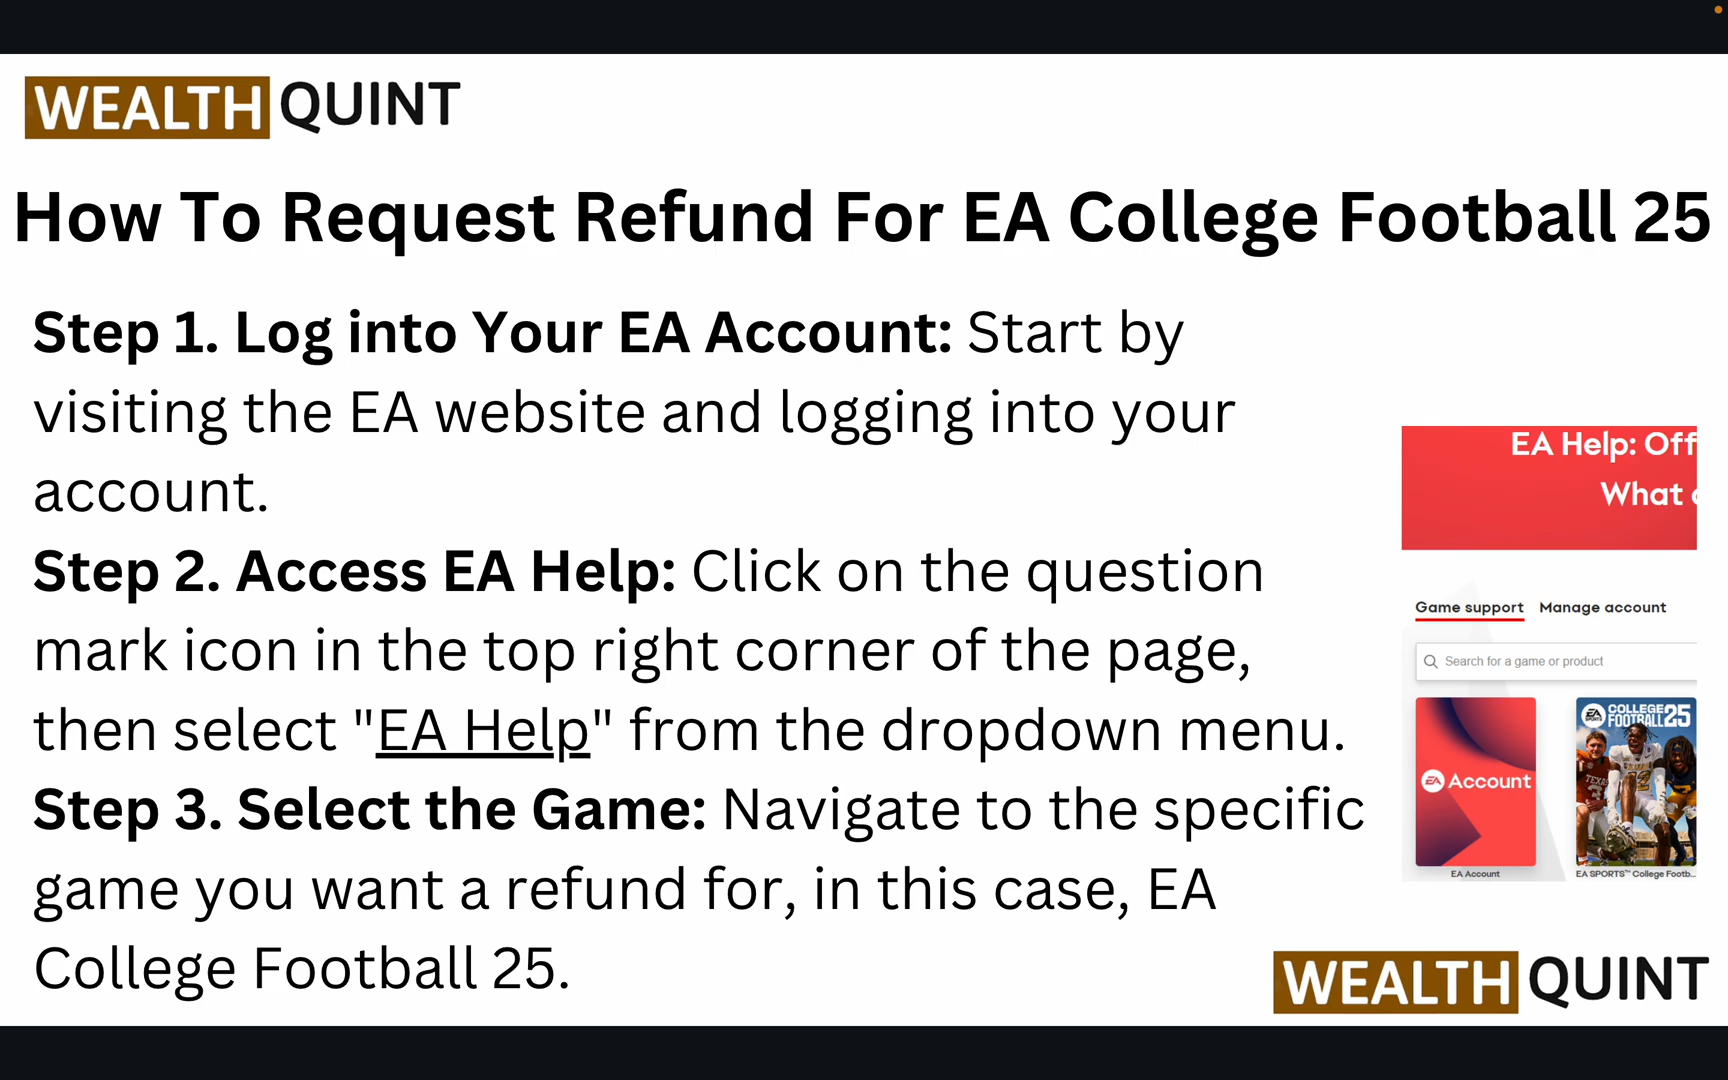 WEALTH QUINT
How To Request Refund For EA College Football 25
Step 1. Log into Your EA Account: Start by
visiting the EA website and logging into your
account.
Step 2. Access EA Help: Click on the question
mark icon in the top right corner of the page,
then select "EA Help" from the dropdown menu.
Step 3. Select the Game: Navigate to the specific
game you want a refund for, in this case, EA
College Football 25.
EA Help: Off
What
Game support Manage account
Search for a game or product
EA Account
EA SPORTS COLLEGE
FOOTBALL 25
TEXAS
12
EA Account
EA SPORTS™ College Footb...
WEALTH QUINT